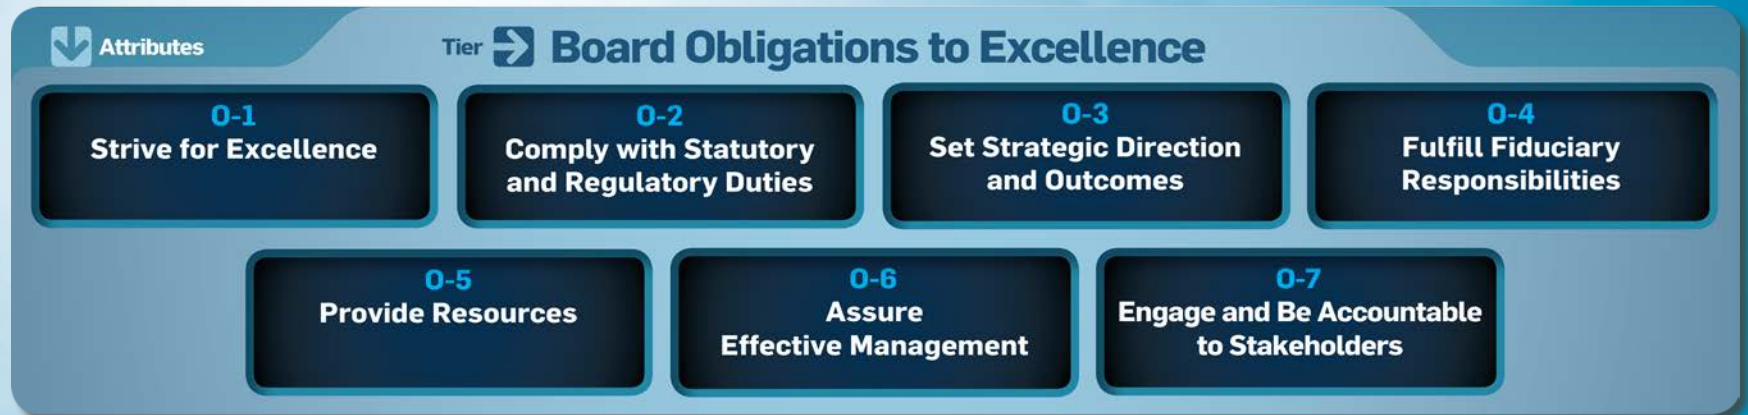 Attributes
Tier Board Obligations to Excellence
O-1
Strive for Excellence
O-2
Comply with Statutory
and Regulatory Duties
O-3
Set Strategic Direction
and Outcomes
O-4
Fulfill Fiduciary
Responsibilities
O-5
Provide Resources
O-6
Assure
Effective Management
O-7
Engage and Be Accountable
to Stakeholders